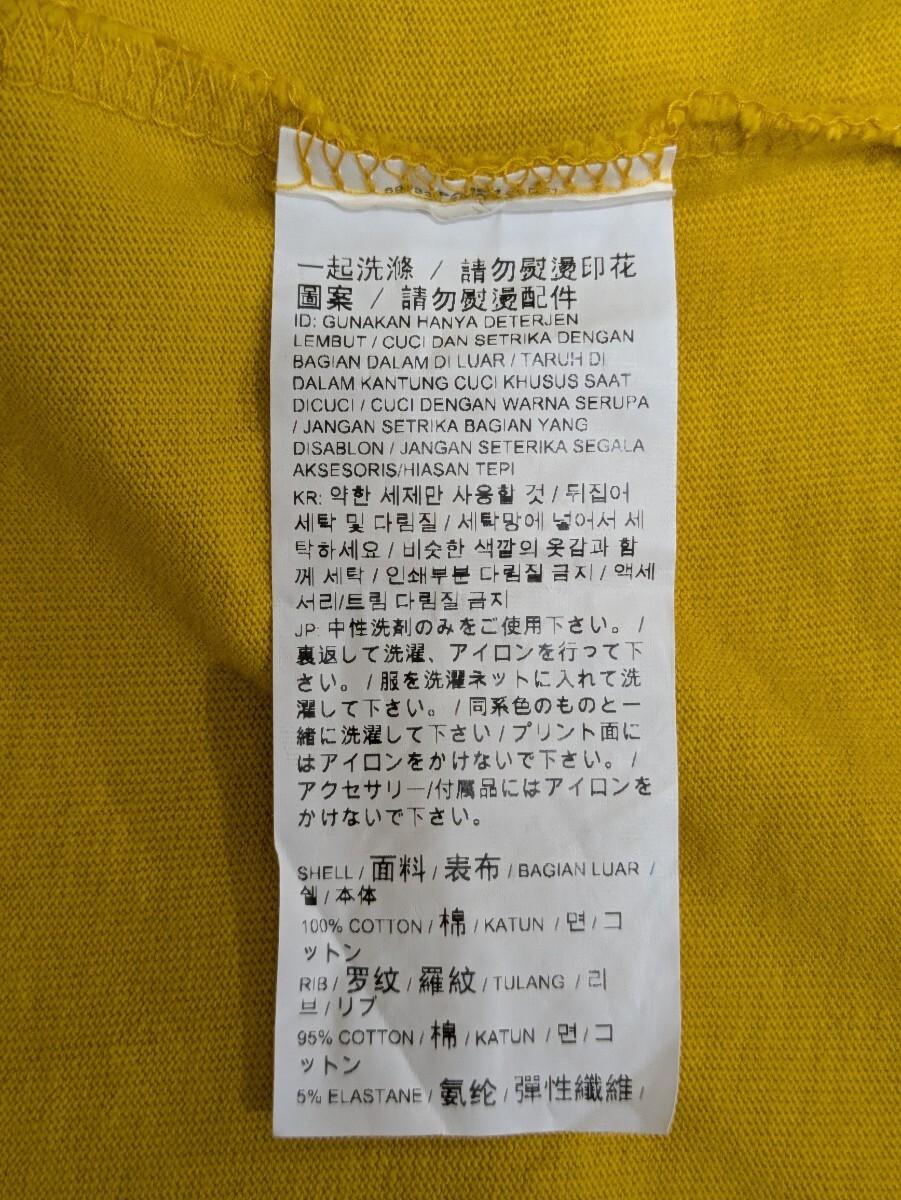 一起洗滌 / 請勿熨燙印花
圖案 / 請勿熨燙配件
ID: GUNAKAN HANYA DETERJEN
LEMBUT / CUCI DAN SETRIKA DENGAN
BAGIAN DALAM DI LUAR / TARUH DI
DALAM KANTUNG CUCI KHUSUS SAAT
DICUCI / CUCI DENGAN WARNA SERUPA
/ JANGAN SETRIKA BAGIAN YANG
DISABLON / JANGAN SETERIKA SEGALA
AKSESORIS/HIASAN TEPI
KR: 약한 세제만 사용할 것 / 뒤집어
세탁 및 다림질 / 세탁망에 넣어서 세
탁하세요 / 비슷한 색깔의 옷감과 함
께 세탁 / 인쇄부분 다림질 금지 / 액세
서리/트림 다림질 금지
JP: 中性洗剤のみをご使用下さい。 /
裏返して洗濯、アイロンを行って下
さい。 / 服を洗濯ネットに入れて洗
濯して下さい。 / 同系色のものと一
緒に洗濯して下さい / プリント面に
はアイロンをかけないで下さい。 /
アクセサリー/付属品にはアイロンを
かけないで下さい。
SHELL / 面料 / 表布 / BAGIAN LUAR /
쉘 / 本体
100% COTTON / 棉 / KATUN / 면 / コ
ットン
RIB / 罗纹 / 羅紋 / TULANG / 리
브 / リブ
95% COTTON / 棉 / KATUN / 면 / コ
ットン
5% ELASTANE / 氨纶 / 彈性纖維 /